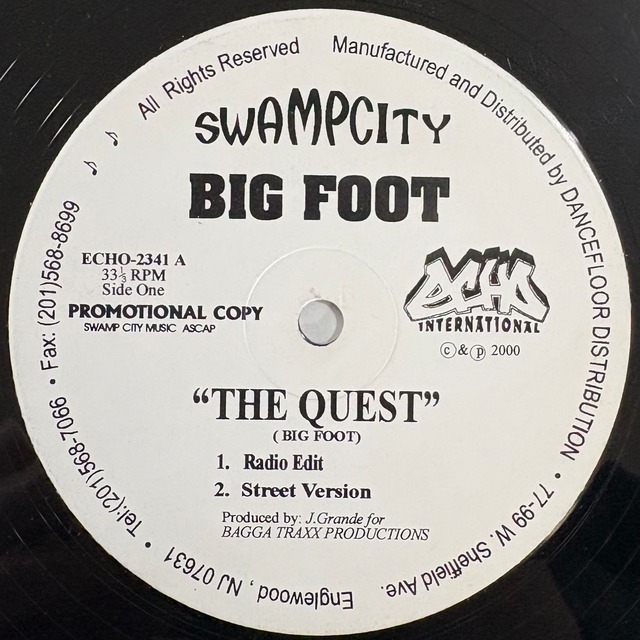 All Rights Reserved
Manufactured and Distributed by DANCEFLOOR DISTRIBUTION • 77-99 W. Sheffield Ave.
Englewood, NJ 07631 • Tel:(201)568-7066 • Fax: (201)568-8699
SWAMPCITY
BIG FOOT
ECHO-2341 A
33⅓ RPM
Side One
PROMOTIONAL COPY
SWAMP CITY MUSIC ASCAP
ECHO
INTERNATIONAL
©&℗ 2000
“THE QUEST”
( BIG FOOT)
1. Radio Edit
2. Street Version
Produced by: J.Grande for
BAGGA TRAXX PRODUCTIONS